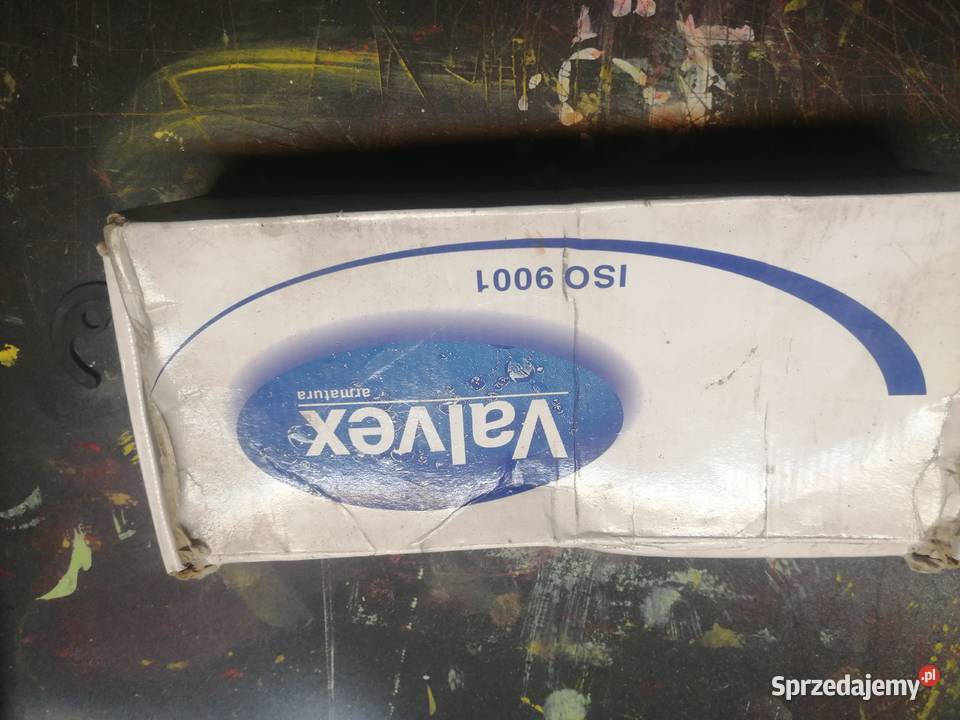 Valvex
armatura
ISO 9001
Sprzedajemy.pl